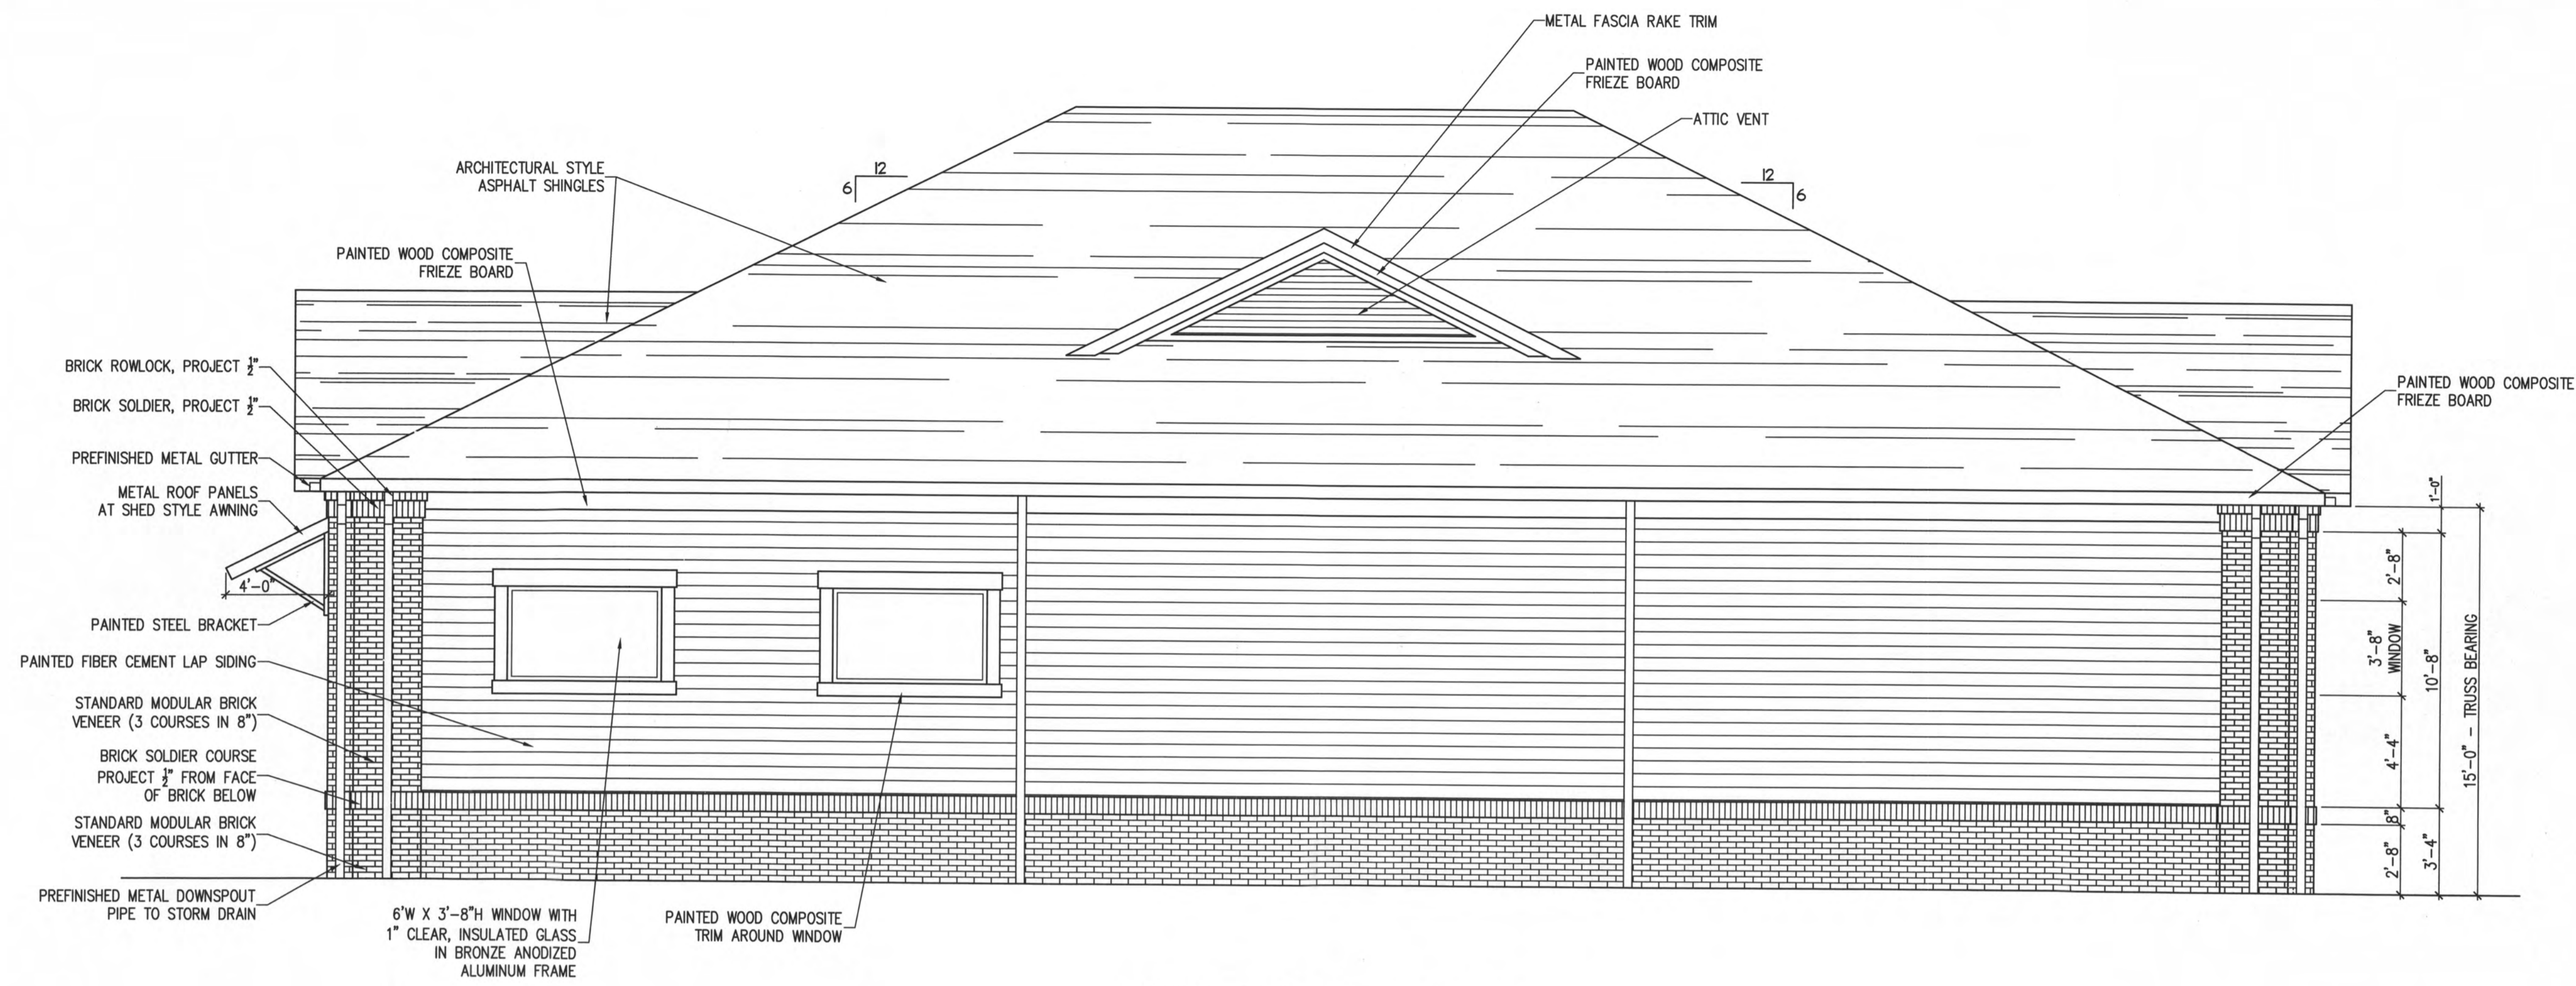 METAL FASCIA RAKE TRIM
PAINTED WOOD COMPOSITE
FRIEZE BOARD
ATTIC VENT
ARCHITECTURAL STYLE
ASPHALT SHINGLES
12
6
12
6
PAINTED WOOD COMPOSITE
FRIEZE BOARD
BRICK ROWLOCK, PROJECT ½"
BRICK SOLDIER, PROJECT ½"
PREFINISHED METAL GUTTER
METAL ROOF PANELS
AT SHED STYLE AWNING
4'-0"
PAINTED STEEL BRACKET
PAINTED FIBER CEMENT LAP SIDING
STANDARD MODULAR BRICK
VENEER (3 COURSES IN 8")
BRICK SOLDIER COURSE
PROJECT ½" FROM FACE
OF BRICK BELOW
STANDARD MODULAR BRICK
VENEER (3 COURSES IN 8")
PREFINISHED METAL DOWNSPOUT
PIPE TO STORM DRAIN
6'W X 3'-8"H WINDOW WITH
1" CLEAR, INSULATED GLASS
IN BRONZE ANODIZED
ALUMINUM FRAME
PAINTED WOOD COMPOSITE
TRIM AROUND WINDOW
PAINTED WOOD COMPOSITE
FRIEZE BOARD
1'-0"
2'-8"
3'-8"
WINDOW
10'-8"
15'-0" - TRUSS BEARING
4'-4"
8"
2'-8"
3'-4"